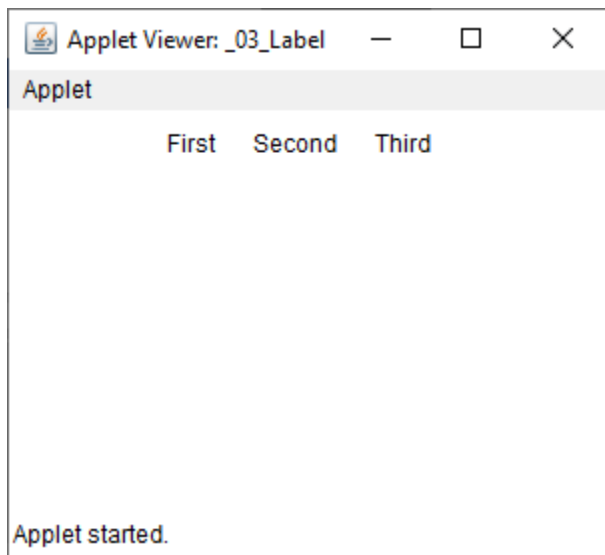 Applet Viewer: _03_Label
Applet
First Second Third
Applet started.